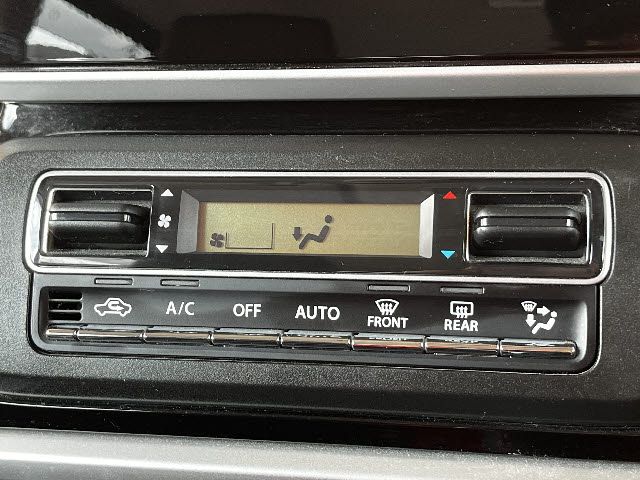 A/C OFF AUTO FRONT REAR